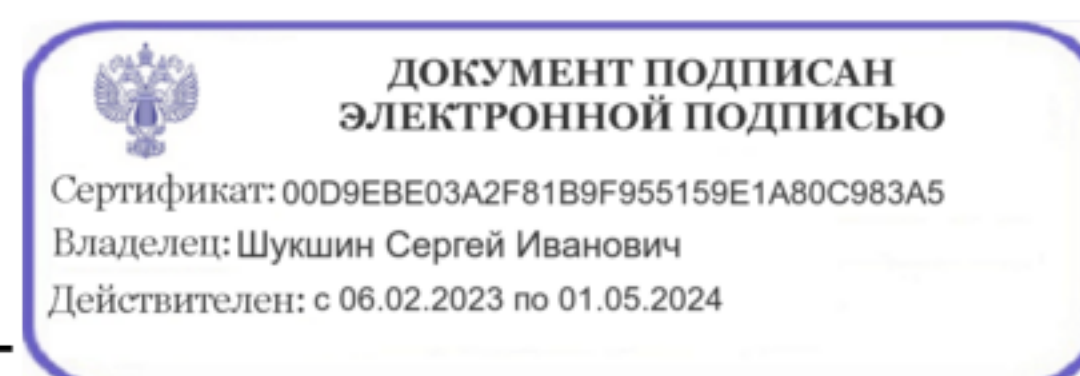 ДОКУМЕНТ ПОДПИСАН
ЭЛЕКТРОННОЙ ПОДПИСЬЮ
Сертификат: 00D9EBE03A2F81B9F955159E1A80C983A5
Владелец: Шукшин Сергей Иванович
Действителен: с 06.02.2023 по 01.05.2024